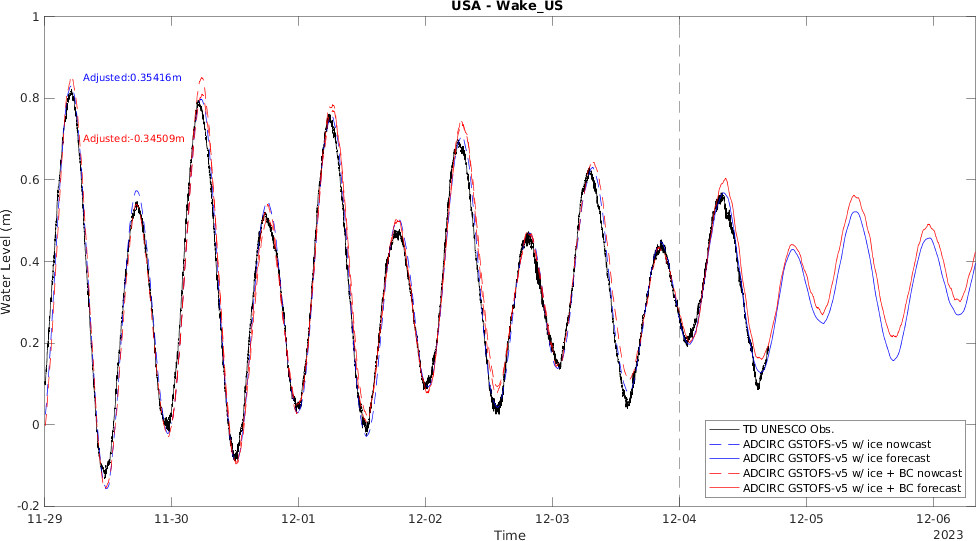 USA - Wake_US
1
0.8
0.6
0.4
0.2
0
-0.2
Water Level (m)
Adjusted:0.35416m
Adjusted:-0.34509m
TD UNESCO Obs.
ADCIRC GSTOFS-v5 w/ ice nowcast
ADCIRC GSTOFS-v5 w/ ice forecast
ADCIRC GSTOFS-v5 w/ ice + BC nowcast
ADCIRC GSTOFS-v5 w/ ice + BC forecast
11-29 11-30 12-01 12-02 12-03 12-04 12-05 12-06
Time
2023